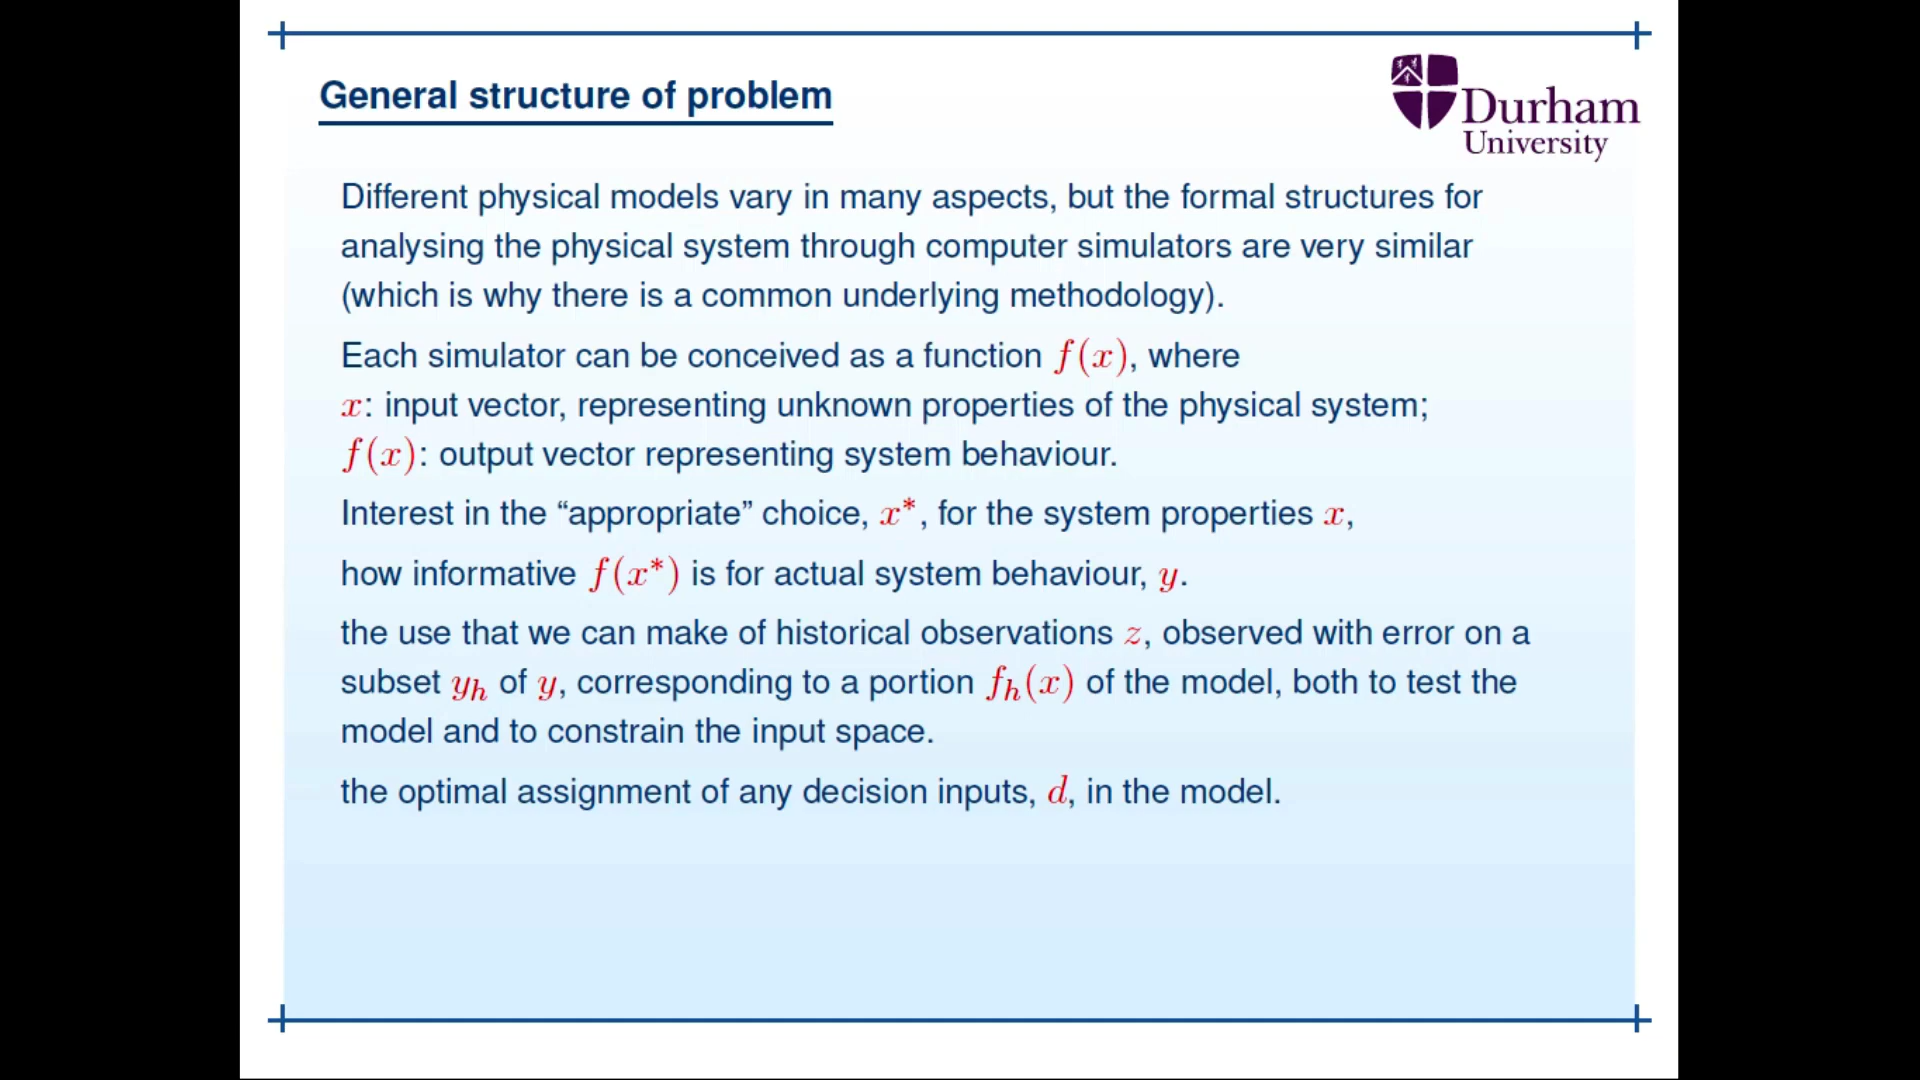 General structure of problem
Durham
University
Different physical models vary in many aspects, but the formal structures for
analysing the physical system through computer simulators are very similar
(which is why there is a common underlying methodology).
Each simulator can be conceived as a function f(x), where
x: input vector, representing unknown properties of the physical system;
f(x): output vector representing system behaviour.
Interest in the “appropriate” choice, x*, for the system properties x,
how informative f(x*) is for actual system behaviour, y.
the use that we can make of historical observations z, observed with error on a
subset y_h of y, corresponding to a portion f_h(x) of the model, both to test the
model and to constrain the input space.
the optimal assignment of any decision inputs, d, in the model.